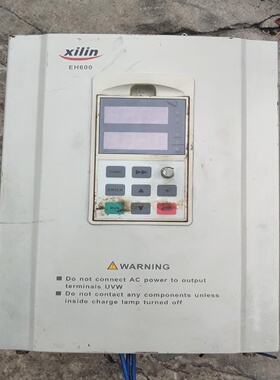 xilin
EH600
ENTER
WARNING
Do not connect AC power to output
terminals UVW
Do not contact any components unless
inside charge lamp turned off